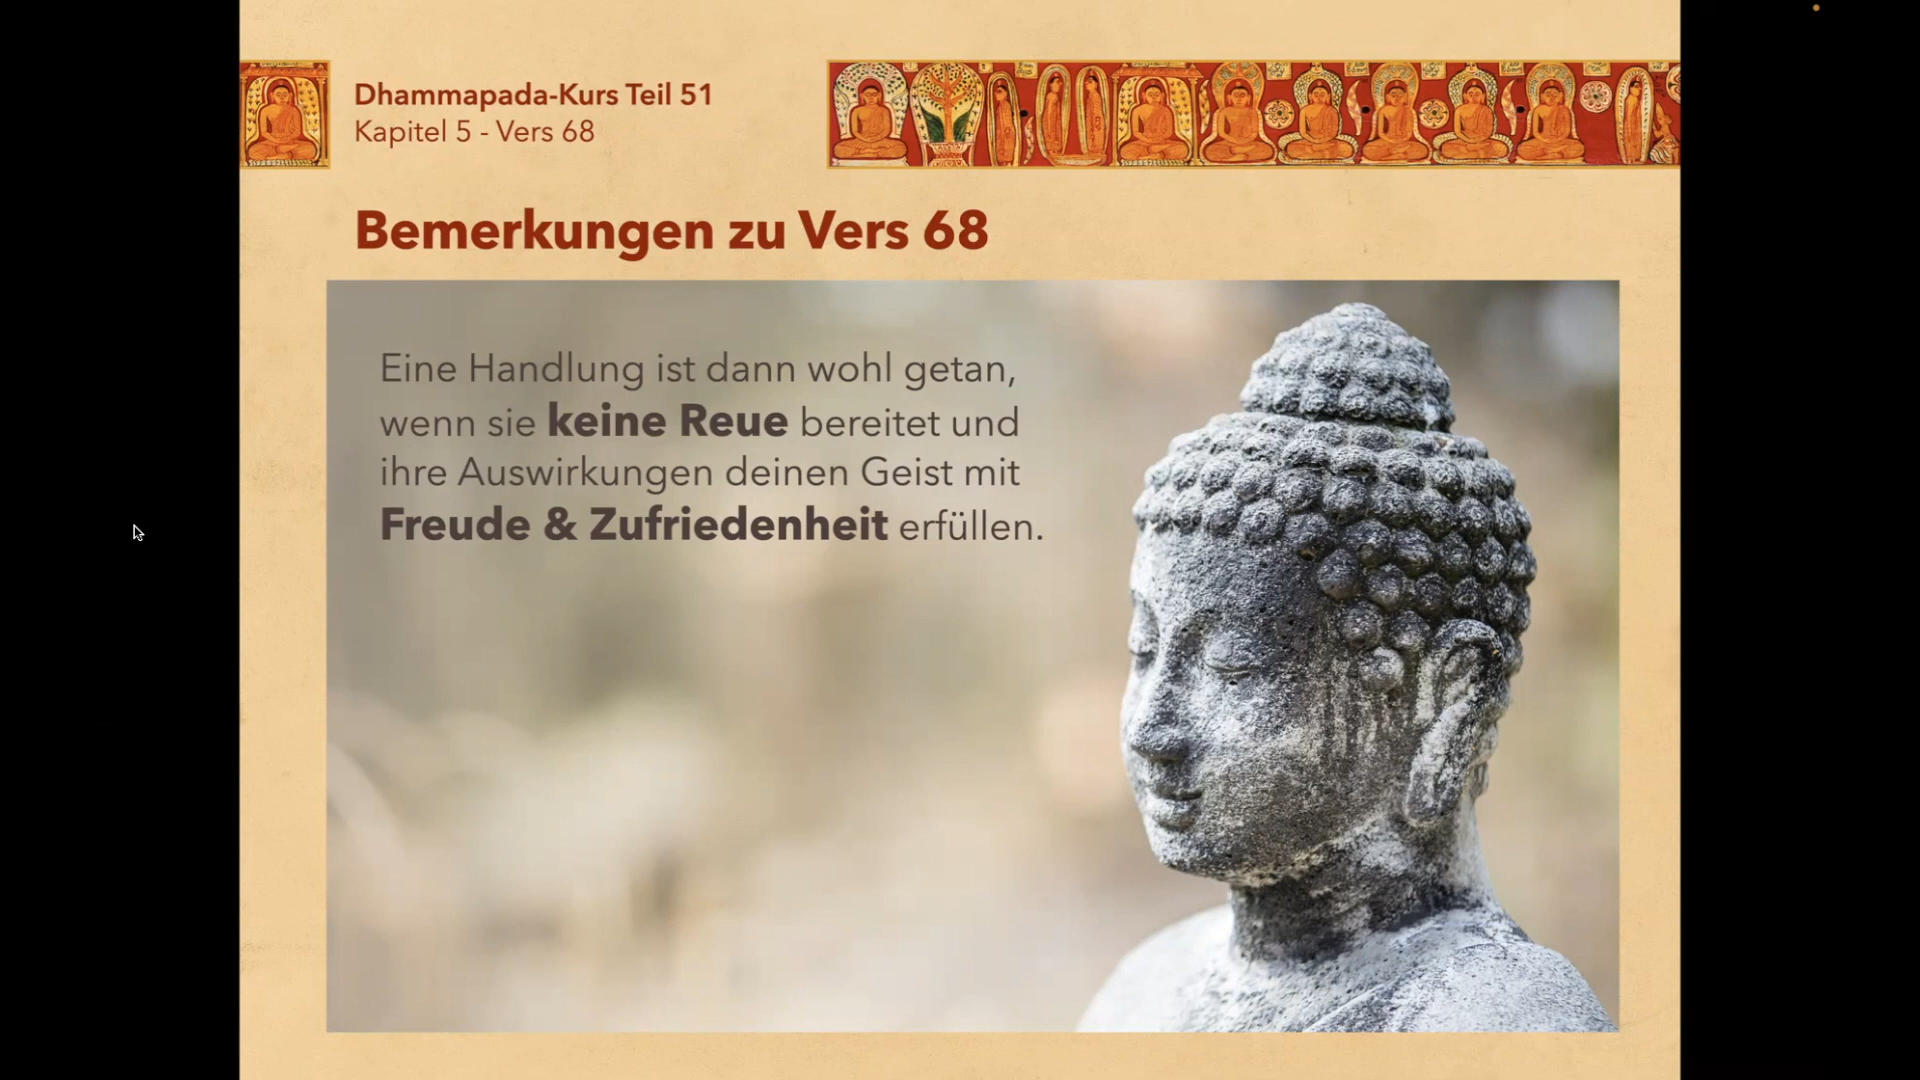 Dhammapada-Kurs Teil 51
Kapitel 5 - Vers 68
Bemerkungen zu Vers 68
Eine Handlung ist dann wohl getan,
wenn sie keine Reue bereitet und
ihre Auswirkungen deinen Geist mit
Freude & Zufriedenheit erfüllen.